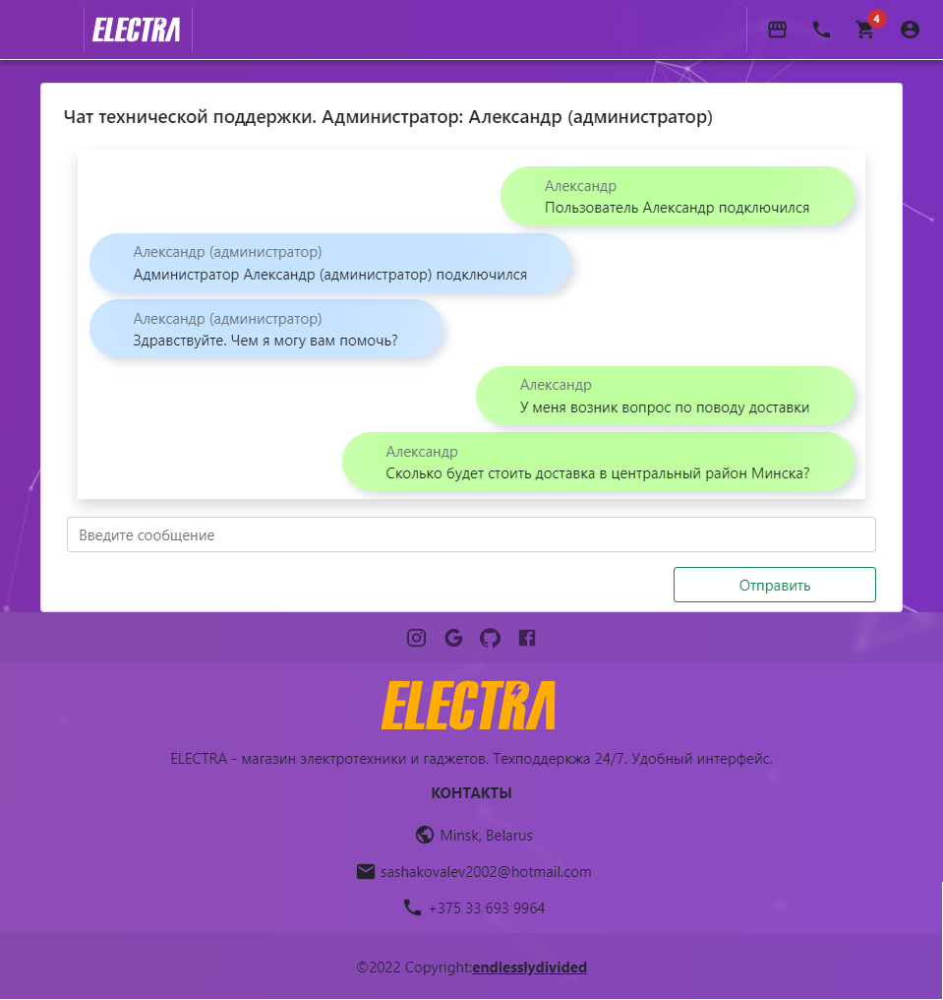 ELECTRA
4
Чат технической поддержки. Администратор: Александр (администратор)
Александр
Пользователь Александр подключился
Александр (администратор)
Администратор Александр (администратор) подключился
Александр (администратор)
Здравствуйте. Чем я могу вам помочь?
Александр
У меня возник вопрос по поводу доставки
Александр
Сколько будет стоить доставка в центральный район Минска?
Введите сообщение
Отправить
ELECTRA
ELECTRA - магазин электротехники и гаджетов. Техподдеркжа 24/7. Удобный интерфейс.
КОНТАКТЫ
Minsk, Belarus
sashakovalev2002@hotmail.com
+375 33 693 9964
©2022 Copyright:endlesslydivided